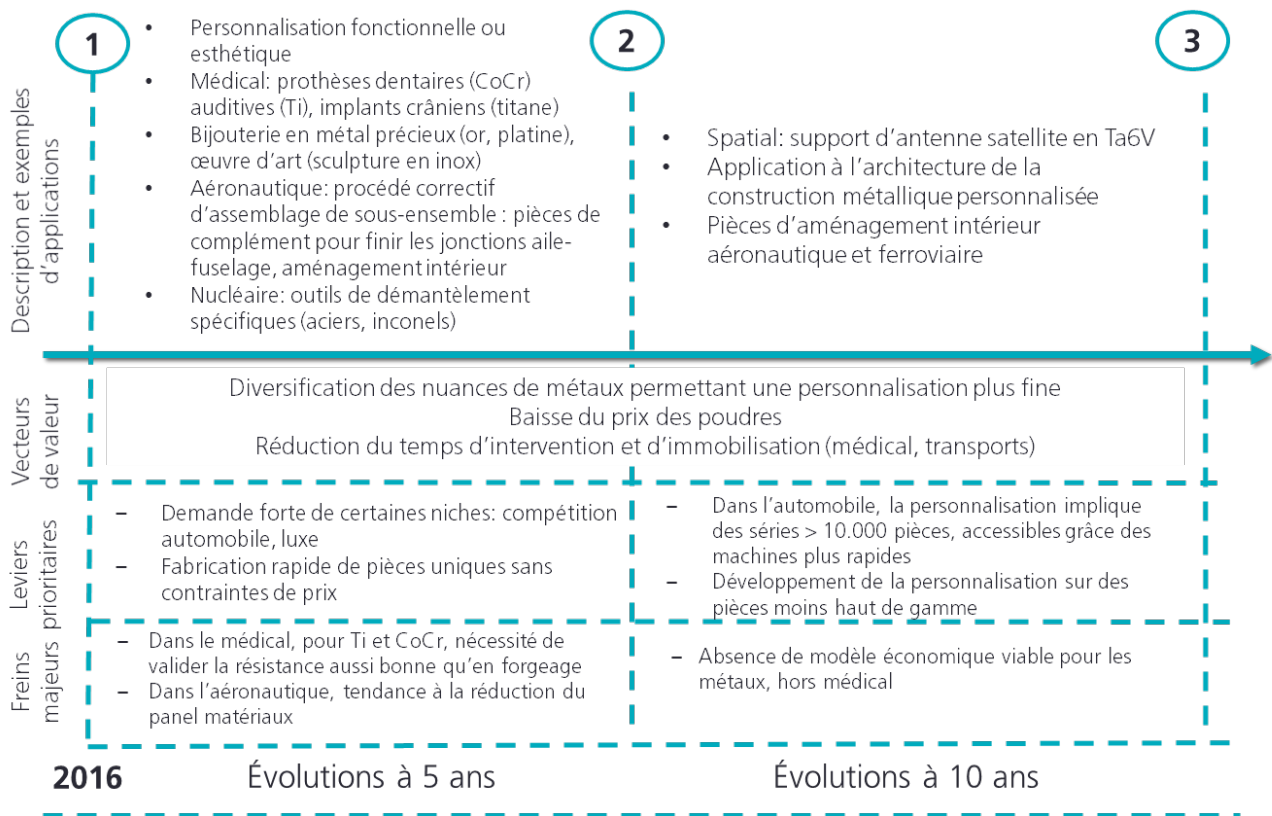 1
2
3
Description et exemples
d'applications
• Personnalisation fonctionnelle ou
esthétique
• Médical: prothèses dentaires (CoCr)
auditives (Ti), implants crâniens (titane)
• Bijouterie en métal précieux (or, platine),
œuvre d'art (sculpture en inox)
• Aéronautique: procédé correctif
d'assemblage de sous-ensemble : pièces de
complément pour finir les jonctions aile-
fuselage, aménagement intérieur
• Nucléaire: outils de démantèlement
spécifiques (aciers, inconels)
• Spatial: support d'antenne satellite en Ta6V
• Application à l'architecture de la
construction métallique personnalisée
• Pièces d'aménagement intérieur
aéronautique et ferroviaire
Vecteurs
de valeur
Diversification des nuances de métaux permettant une personnalisation plus fine
Baisse du prix des poudres
Réduction du temps d'intervention et d'immobilisation (médical, transports)
Leviers
prioritaires
– Demande forte de certaines niches: compétition
automobile, luxe
– Fabrication rapide de pièces uniques sans
contraintes de prix
– Dans l'automobile, la personnalisation implique
des séries > 10.000 pièces, accessibles grâce des
machines plus rapides
– Développement de la personnalisation sur des
pièces moins haut de gamme
Freins
majeurs
– Dans le médical, pour Ti et CoCr, nécessité de
valider la résistance aussi bonne qu'en forgeage
– Dans l'aéronautique, tendance à la réduction du
panel matériaux
– Absence de modèle économique viable pour les
métaux, hors médical
2016
Évolutions à 5 ans
Évolutions à 10 ans